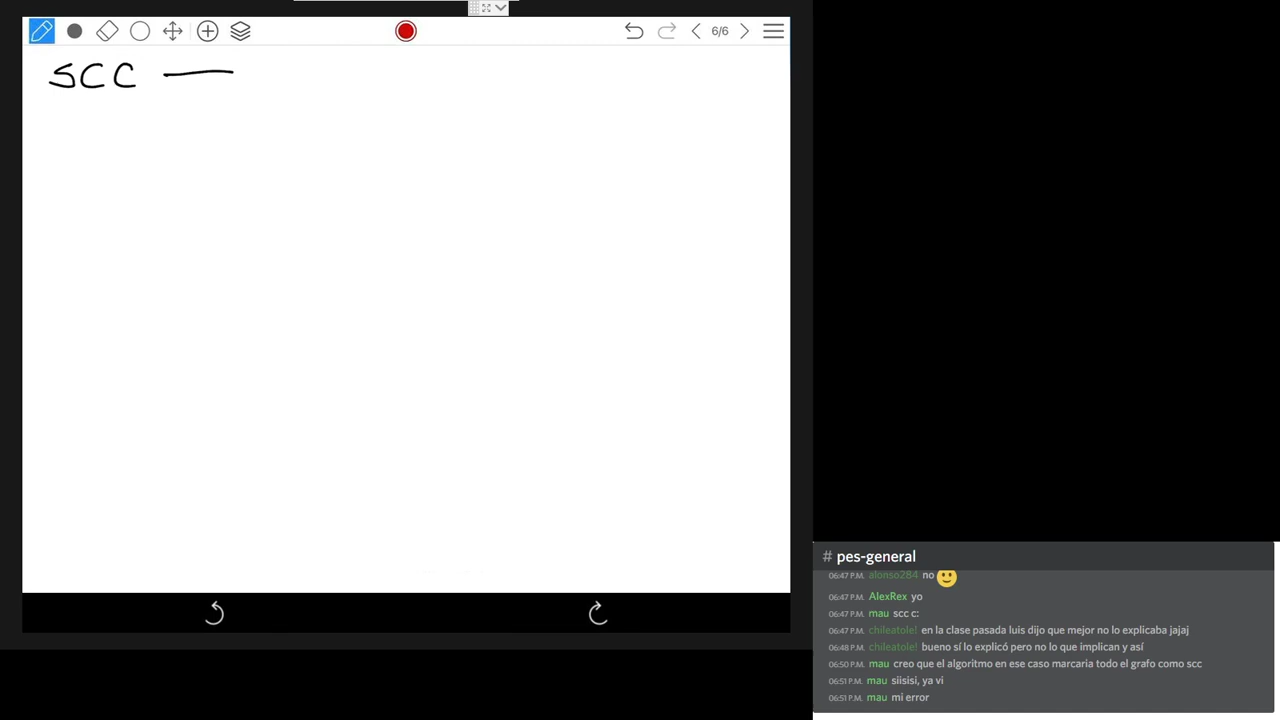 6/6
SCC —
# pes-general
06:47 P.M. alonso284 no 🙂
06:47 P.M. AlexRex yo
06:47 P.M. mau scc c:
06:47 P.M. chileatole! en la clase pasada luis dijo que mejor no lo explicaba jajaj
06:48 P.M. chileatole! bueno sí lo explicó pero no lo que implican y así
06:50 P.M. mau creo que el algoritmo en ese caso marcaria todo el grafo como scc
06:51 P.M. mau siisisi, ya vi
06:51 P.M. mau mi error